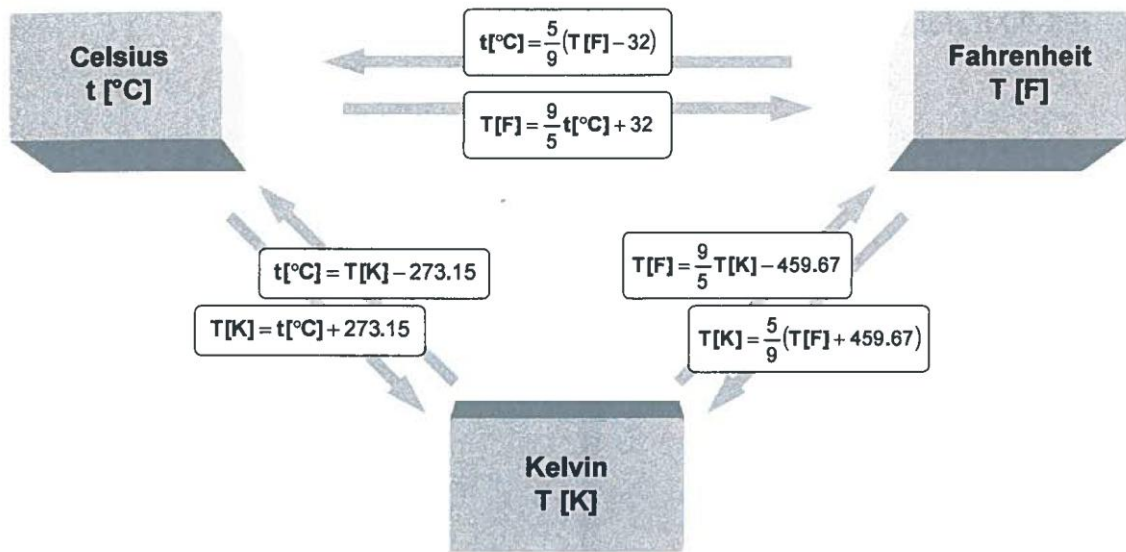 Celsius
t [°C]
t[°C] = 5/9 (T[F] − 32)
T[F] = 9/5 t[°C] + 32
Fahrenheit
T [F]
t[°C] = T[K] − 273.15
T[K] = t[°C] + 273.15
T[F] = 9/5 T[K] − 459.67
T[K] = 5/9 (T[F] + 459.67)
Kelvin
T [K]